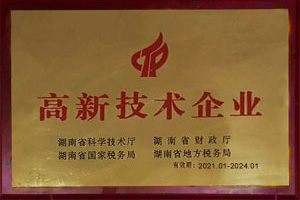 高新技术企业
湖南省科学技术厅 湖南省财政厅
湖南省国家税务局 湖南省地方税务局
有效期：2021.01-2024.01